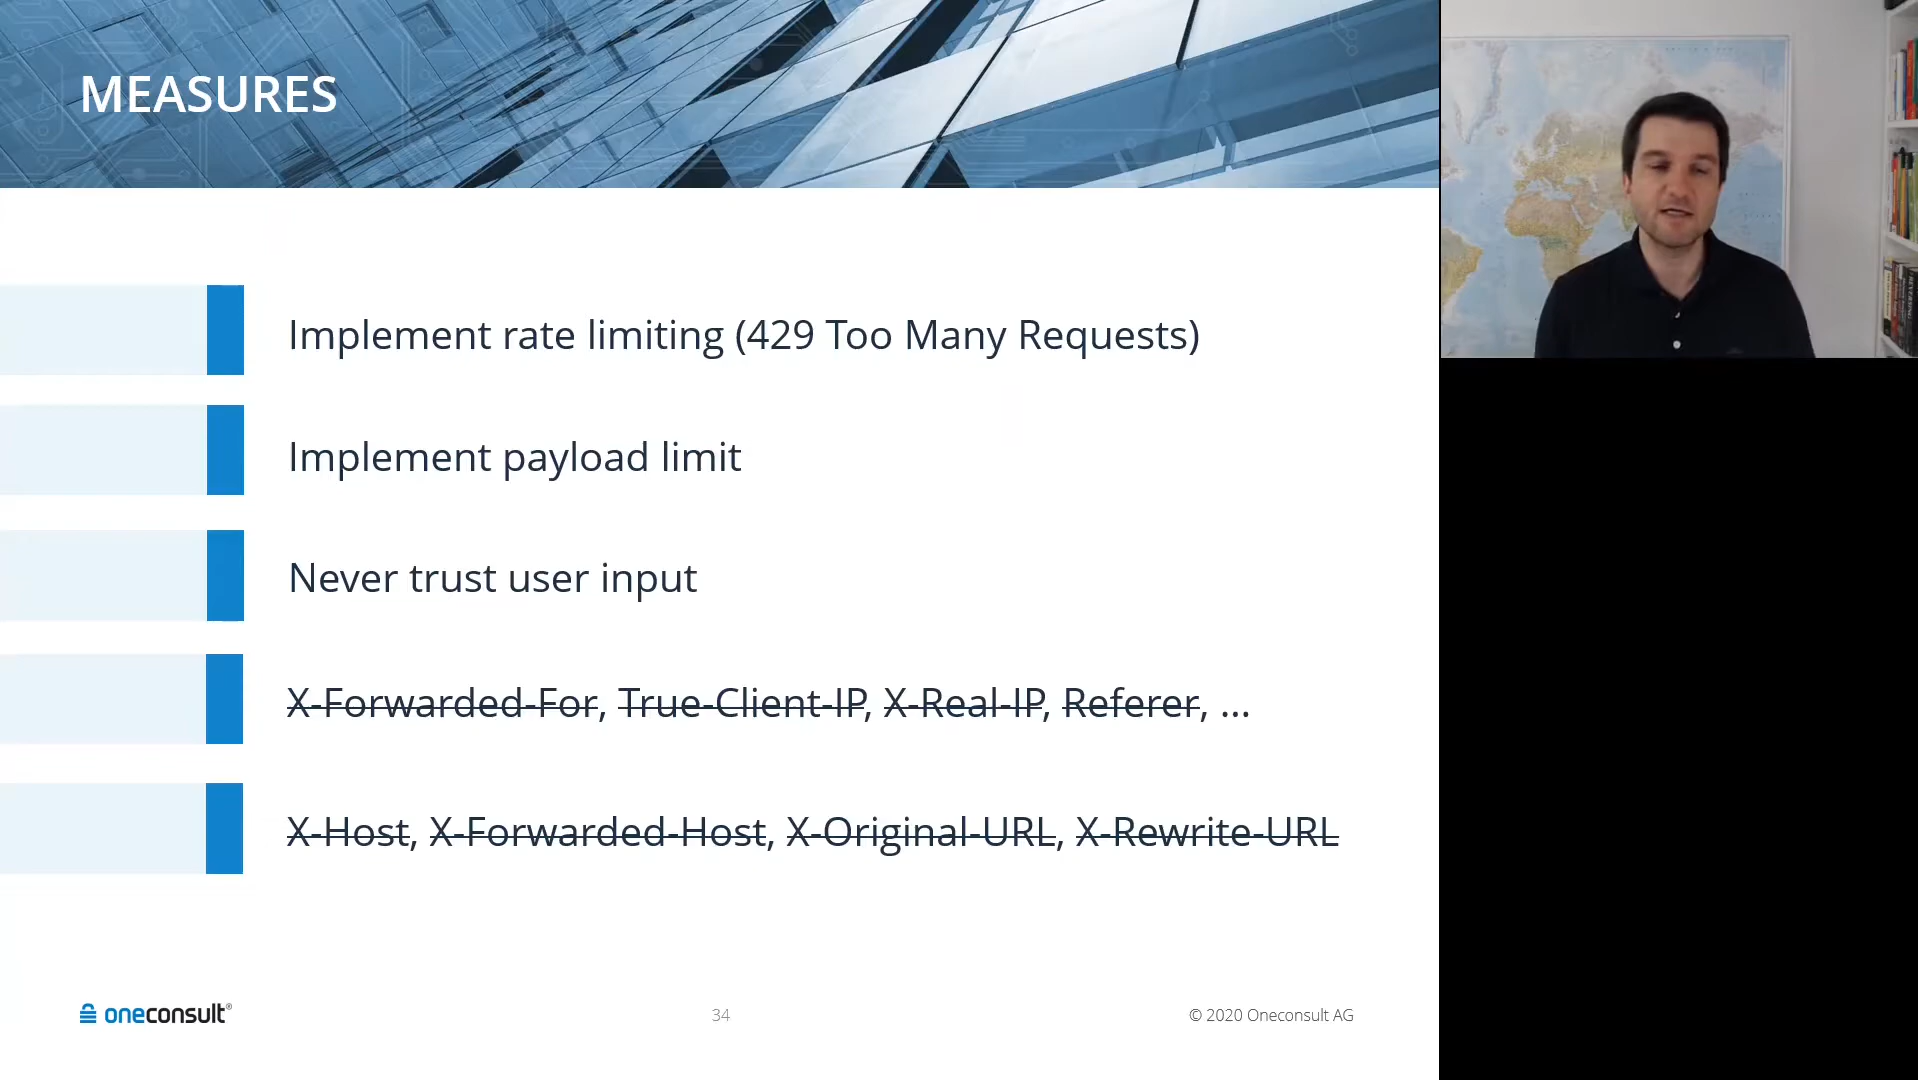 MEASURES
Implement rate limiting (429 Too Many Requests)
Implement payload limit
Never trust user input
X-Forwarded-For, True-Client-IP, X-Real-IP, Referer, ...
X-Host, X-Forwarded-Host, X-Original-URL, X-Rewrite-URL
oneconsult®
34
© 2020 Oneconsult AG